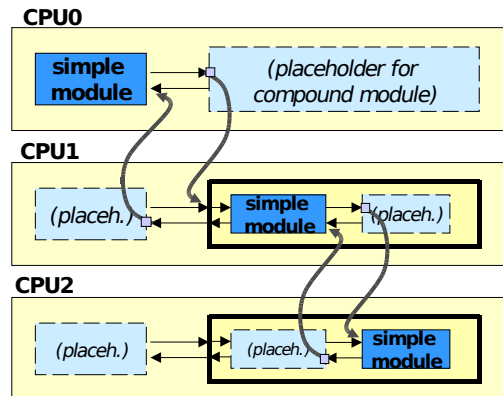 CPU0
simple
module
(placeholder for
compound module)
CPU1
(placeh.)
simple
module
(placeh.)
CPU2
(placeh.)
(placeh.)
simple
module